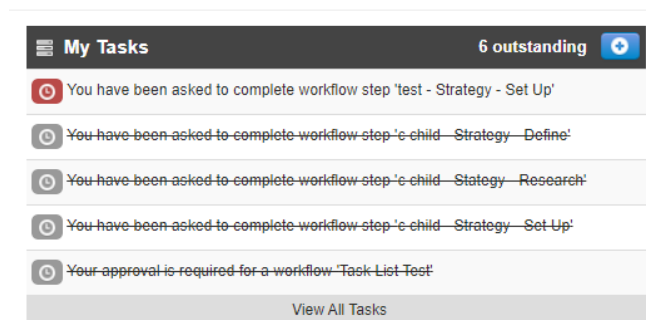 My Tasks 6 outstanding
You have been asked to complete workflow step 'test - Strategy - Set Up'
You have been asked to complete workflow step 'c child - Strategy - Define'
You have been asked to complete workflow step 'c child - Stategy - Research'
You have been asked to complete workflow step 'c child - Strategy - Set Up'
Your approval is required for a workflow 'Task List Test'
View All Tasks